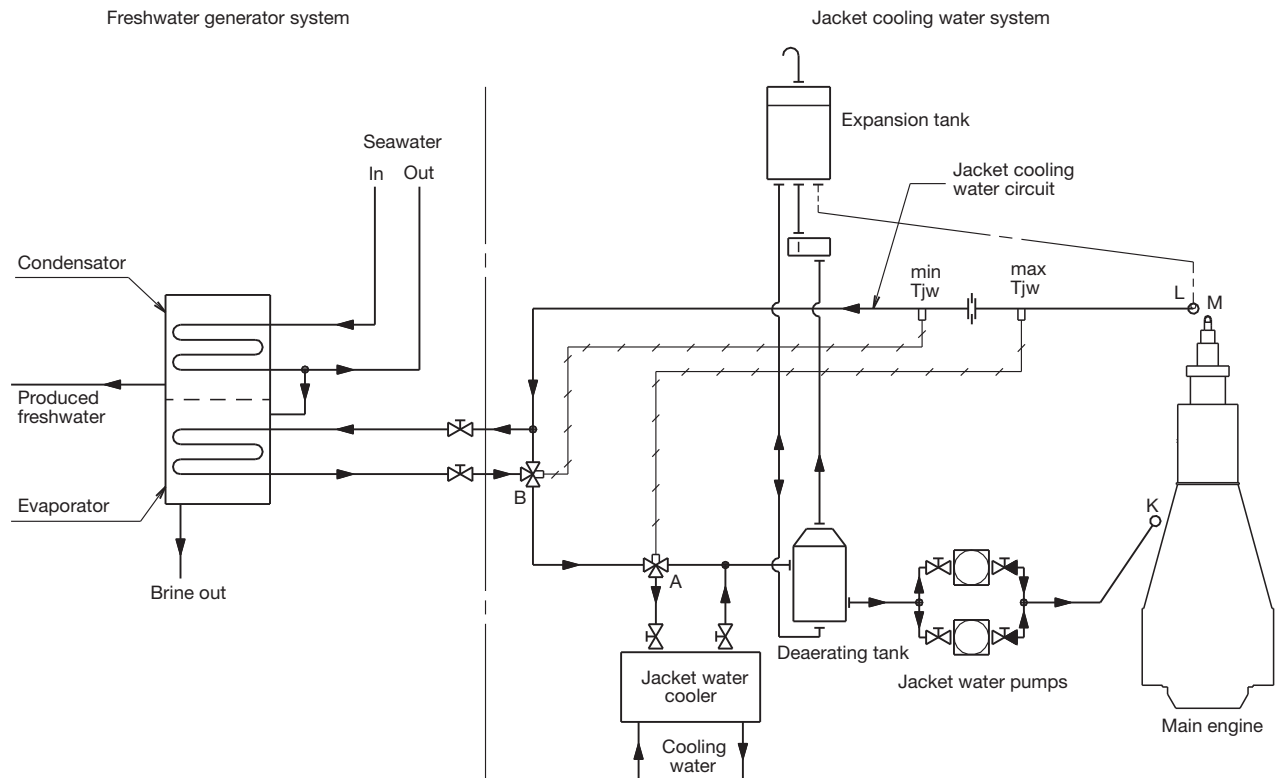 Freshwater generator system
Jacket cooling water system
Expansion tank
Seawater
In
Out
Jacket cooling
water circuit
Condensator
min
Tjw
max
Tjw
L
M
I
Produced
freshwater
Evaporator
B
K
A
Brine out
Deaerating tank
Jacket water pumps
Jacket water
cooler
Main engine
Cooling
water